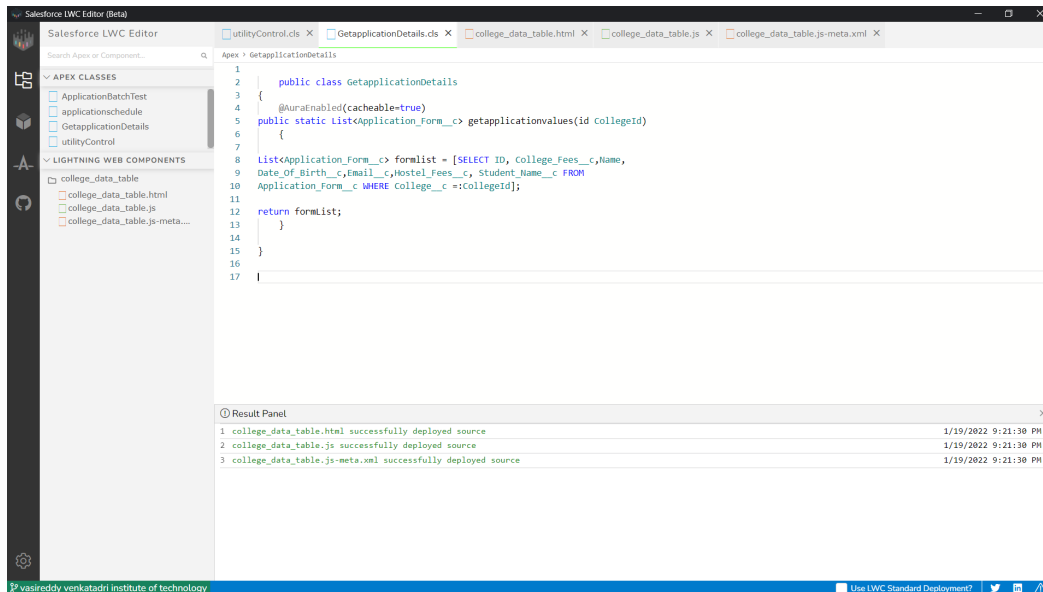 Salesforce LWC Editor (Beta)
Salesforce LWC Editor
Search Apex or Component...
APEX CLASSES
ApplicationBatchTest
applicationschedule
GetapplicationDetails
utilityControl
LIGHTNING WEB COMPONENTS
college_data_table
college_data_table.html
college_data_table.js
college_data_table.js-meta....
utilityControl.cls GetapplicationDetails.cls college_data_table.html college_data_table.js college_data_table.js-meta.xml
Apex > GetapplicationDetails
1
2 public class GetapplicationDetails
3 {
4 @AuraEnabled(cacheable=true)
5 public static List<Application_Form__c> getapplicationvalues(id CollegeId)
6 {
7
8 List<Application_Form__c> formlist = [SELECT ID, College_Fees__c,Name,
9 Date_Of_Birth__c,Email__c,Hostel_Fees__c, Student_Name__c FROM
10 Application_Form__c WHERE College__c =:CollegeId];
11
12 return formList;
13 }
14
15 }
16
17
Result Panel
1 college_data_table.html successfully deployed source 1/19/2022 9:21:30 PM
2 college_data_table.js successfully deployed source 1/19/2022 9:21:30 PM
3 college_data_table.js-meta.xml successfully deployed source 1/19/2022 9:21:30 PM
vasireddy venkatadri institute of technology
Use LWC Standard Deployment?